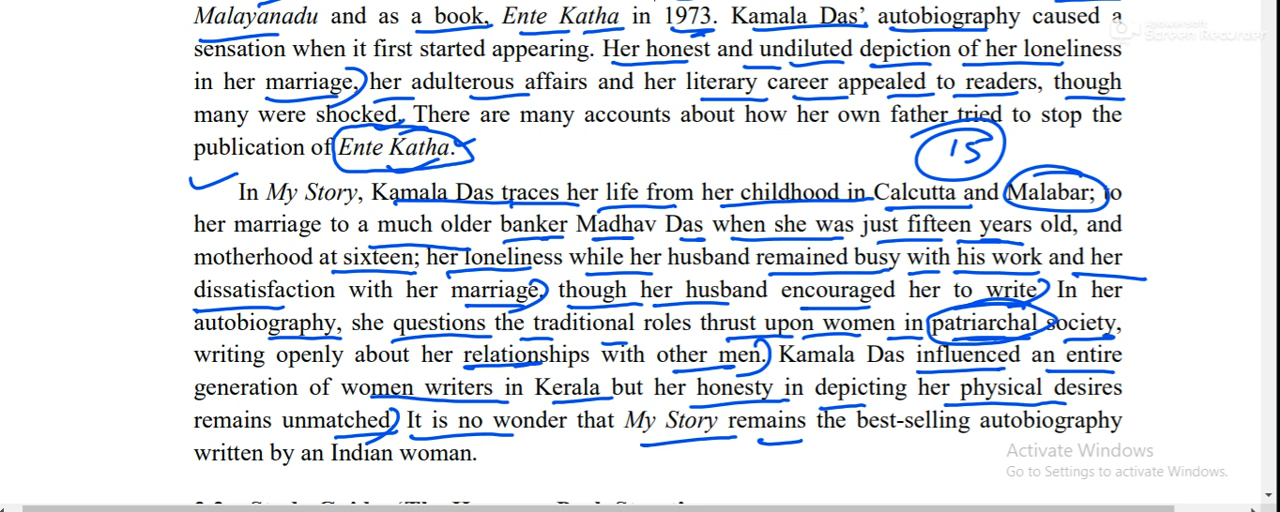 Malayanadu and as a book, Ente Katha in 1973. Kamala Das' autobiography caused a
sensation when it first started appearing. Her honest and undiluted depiction of her loneliness
in her marriage, her adulterous affairs and her literary career appealed to readers, though
many were shocked. There are many accounts about how her own father tried to stop the
publication of Ente Katha.
15
In My Story, Kamala Das traces her life from her childhood in Calcutta and Malabar; to
her marriage to a much older banker Madhav Das when she was just fifteen years old, and
motherhood at sixteen; her loneliness while her husband remained busy with his work and her
dissatisfaction with her marriage, though her husband encouraged her to write. In her
autobiography, she questions the traditional roles thrust upon women in patriarchal society,
writing openly about her relationships with other men. Kamala Das influenced an entire
generation of women writers in Kerala but her honesty in depicting her physical desires
remains unmatched. It is no wonder that My Story remains the best-selling autobiography
written by an Indian woman.
Activate Windows
Go to Settings to activate Windows.